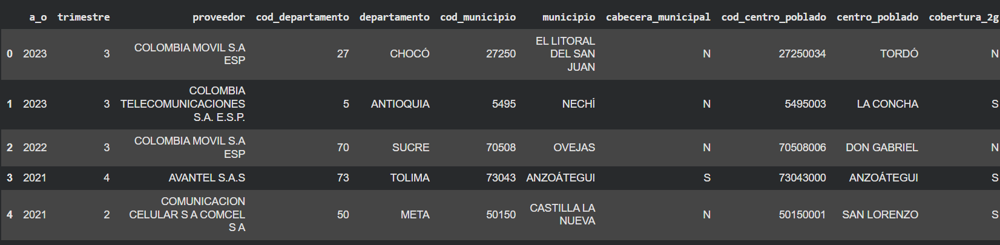 a_o trimestre proveedor cod_departamento departamento cod_municipio municipio cabecera_municipal cod_centro_poblado centro_poblado cobertura_2g
0 2023 3 COLOMBIA MOVIL S.A ESP 27 CHOCÓ 27250 EL LITORAL DEL SAN JUAN N 27250034 TORDÓ N
1 2023 3 COLOMBIA TELECOMUNICACIONES S.A. E.S.P. 5 ANTIOQUIA 5495 NECHÍ N 5495003 LA CONCHA S
2 2022 3 COLOMBIA MOVIL S.A ESP 70 SUCRE 70508 OVEJAS N 70508006 DON GABRIEL N
3 2021 4 AVANTEL S.A.S 73 TOLIMA 73043 ANZOÁTEGUI S 73043000 ANZOÁTEGUI S
4 2021 2 COMUNICACION CELULAR S A COMCEL S A 50 META 50150 CASTILLA LA NUEVA N 50150001 SAN LORENZO S